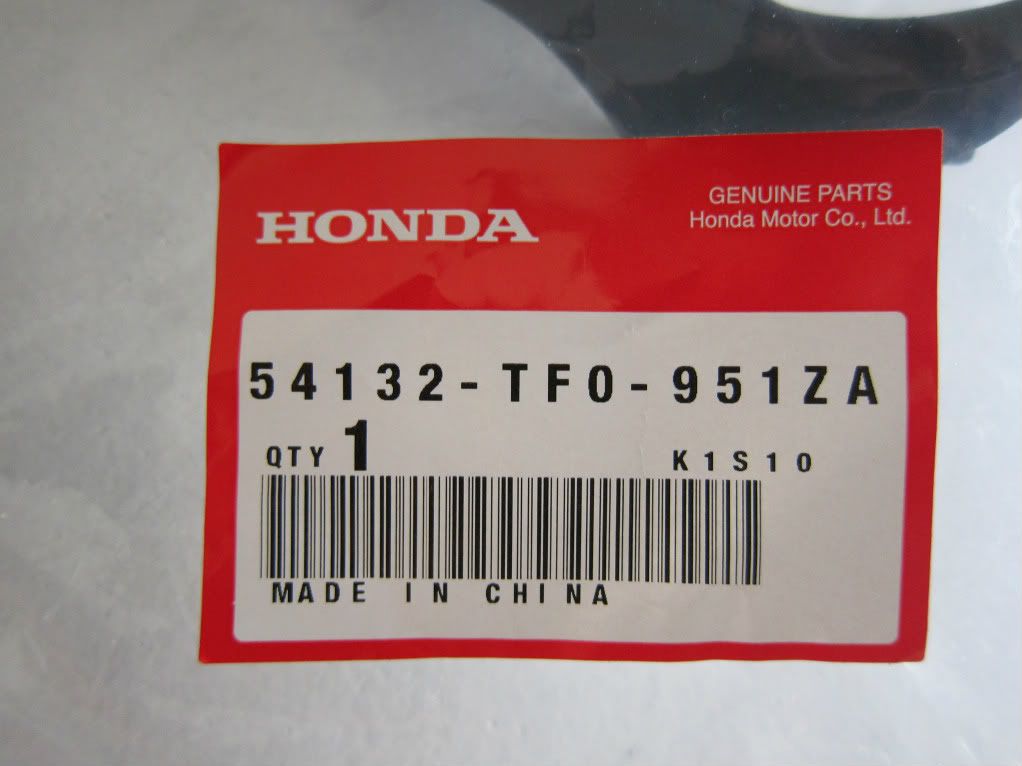 HONDA
GENUINE PARTS
Honda Motor Co., Ltd.
54132-TF0-951ZA
QTY 1
K1S10
MADE IN CHINA